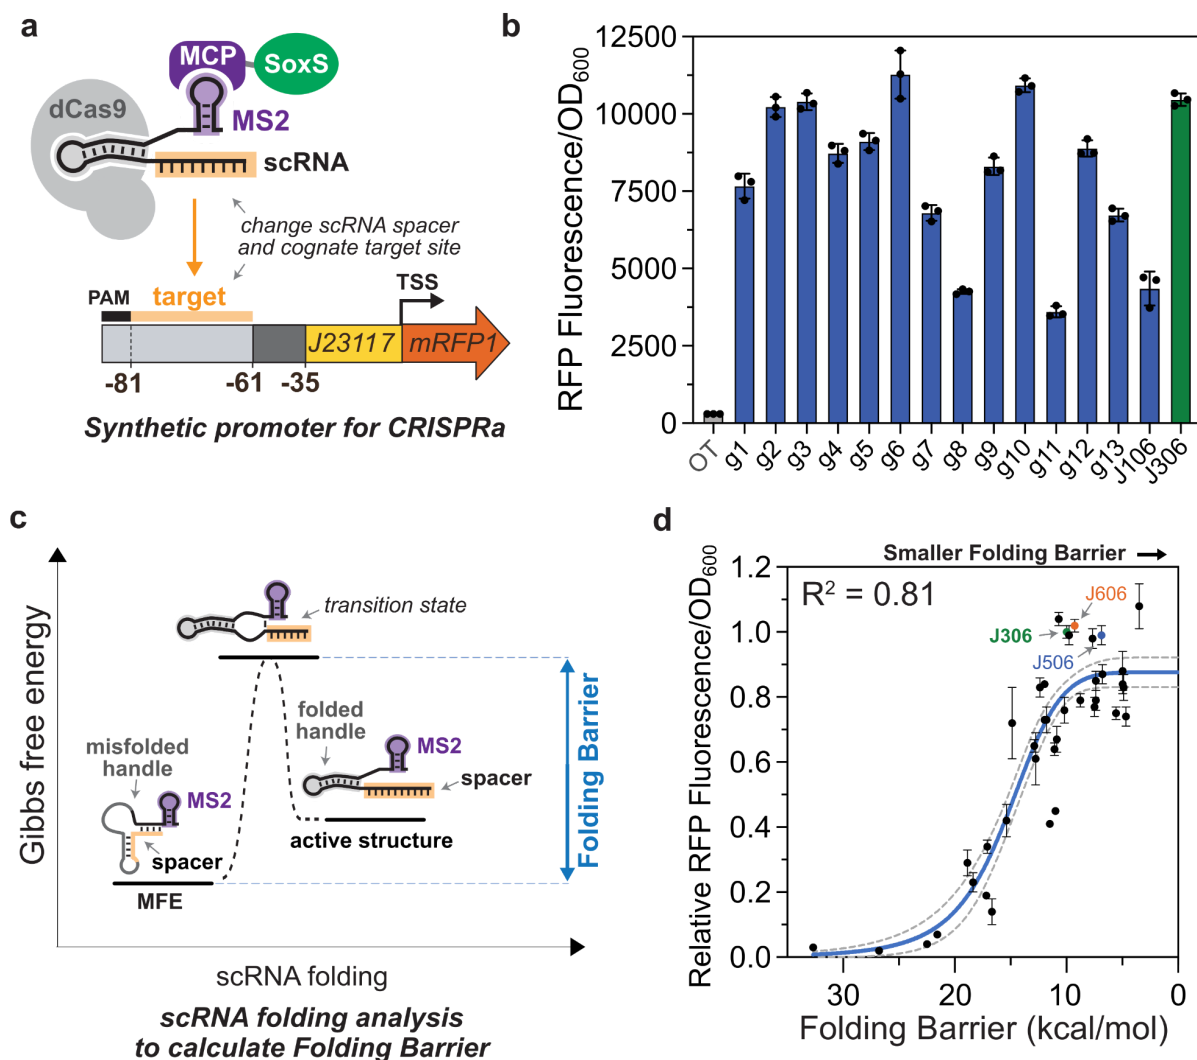 a
MCP
SoxS
dCas9
MS2
scRNA
change scRNA spacer
and cognate target site
PAM
target
TSS
J23117
mRFP1
-81
-61
-35
Synthetic promoter for CRISPRa
b
RFP Fluorescence/OD600
12500
10000
7500
5000
2500
0
OT
g1
g2
g3
g4
g5
g6
g7
g8
g9
g10
g11
g12
g13
J106
J306
c
Gibbs free energy
transition state
misfolded
handle
MS2
spacer
MFE
folded
handle
MS2
spacer
active structure
Folding Barrier
scRNA folding
scRNA folding analysis
to calculate Folding Barrier
d
Smaller Folding Barrier
Relative RFP Fluorescence/OD600
1.2
1.0
0.8
0.6
0.4
0.2
0.0
R2 = 0.81
J606
J306
J506
30
20
10
0
Folding Barrier (kcal/mol)